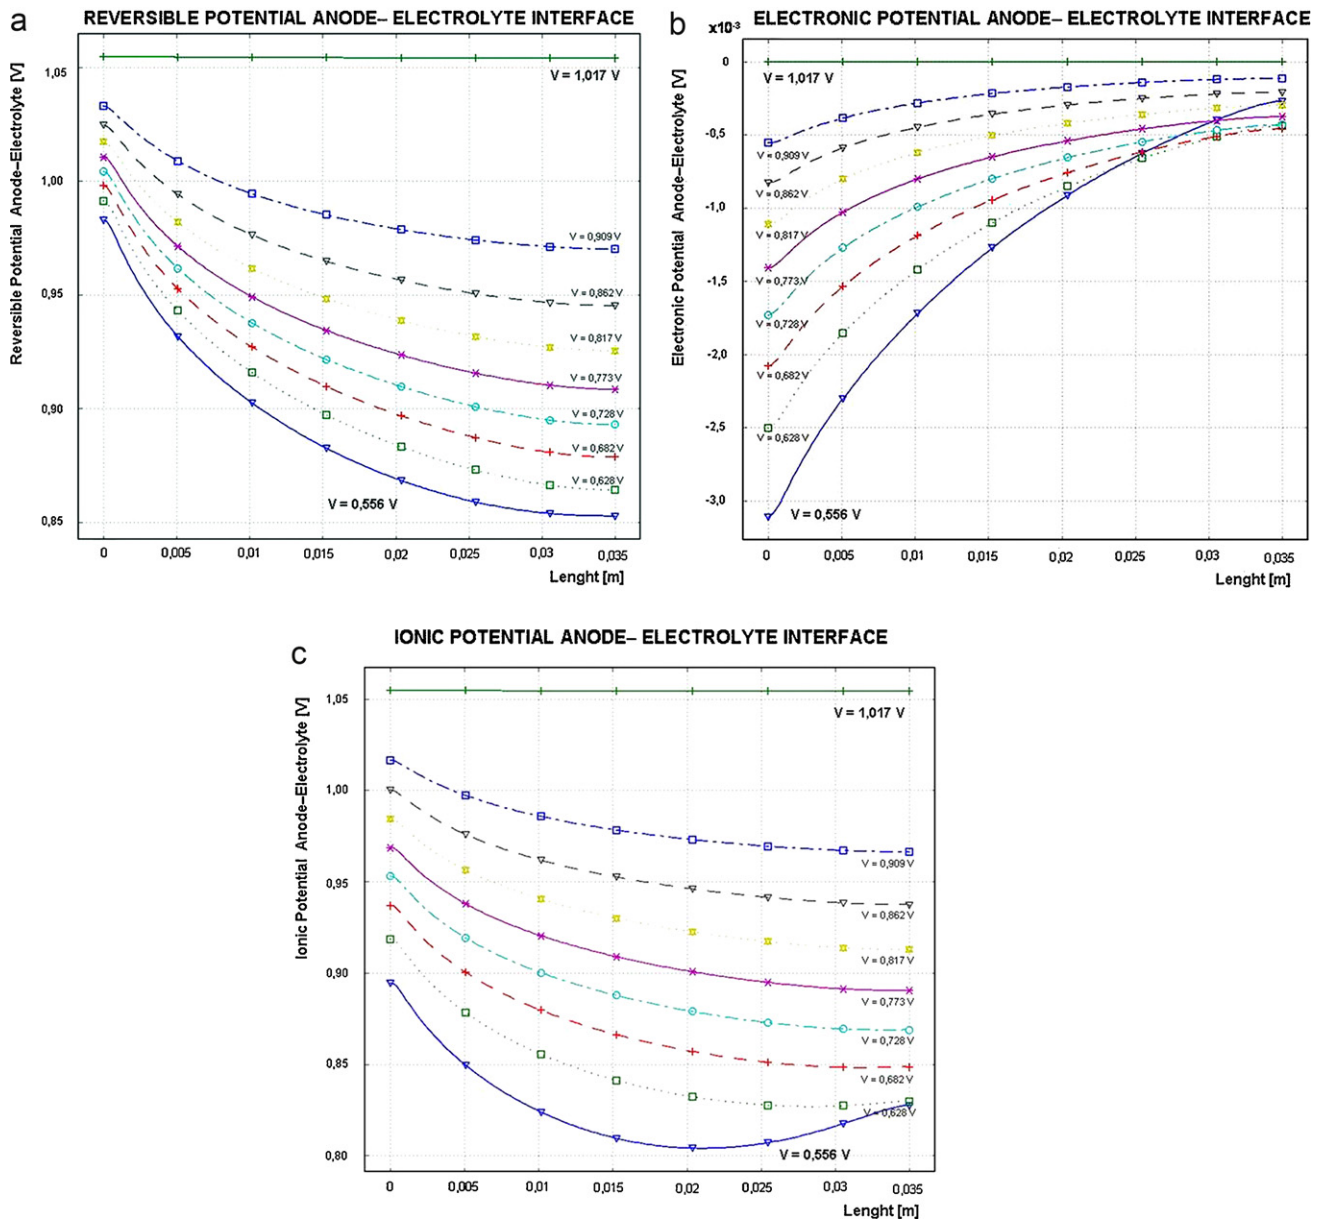 a
REVERSIBLE POTENTIAL ANODE– ELECTROLYTE INTERFACE
Reversible Potential Anode–Electrolyte [V]
1,05
1,00
0,95
0,90
0,85
V = 1,017 V
V = 0,909 V
V = 0,862 V
V = 0,817 V
V = 0,773 V
V = 0,728 V
V = 0,682 V
V = 0,628 V
V = 0,556 V
0 0,005 0,01 0,015 0,02 0,025 0,03 0,035
Lenght [m]
b
ELECTRONIC POTENTIAL ANODE– ELECTROLYTE INTERFACE
x10-3
Electronic Potential Anode–Electrolyte [V]
0
-0,5
-1,0
-1,5
-2,0
-2,5
-3,0
V = 1,017 V
V = 0,909 V
V = 0,862 V
V = 0,817 V
V = 0,773 V
V = 0,728 V
V = 0,682 V
V = 0,628 V
V = 0,556 V
0 0,005 0,01 0,015 0,02 0,025 0,03 0,035
Lenght [m]
c
IONIC POTENTIAL ANODE– ELECTROLYTE INTERFACE
Ionic Potential Anode–Electrolyte [V]
1,05
1,00
0,95
0,90
0,85
0,80
V = 1,017 V
V = 0,909 V
V = 0,862 V
V = 0,817 V
V = 0,773 V
V = 0,728 V
V = 0,682 V
V = 0,628 V
V = 0,556 V
0 0,005 0,01 0,015 0,02 0,025 0,03 0,035
Lenght [m]